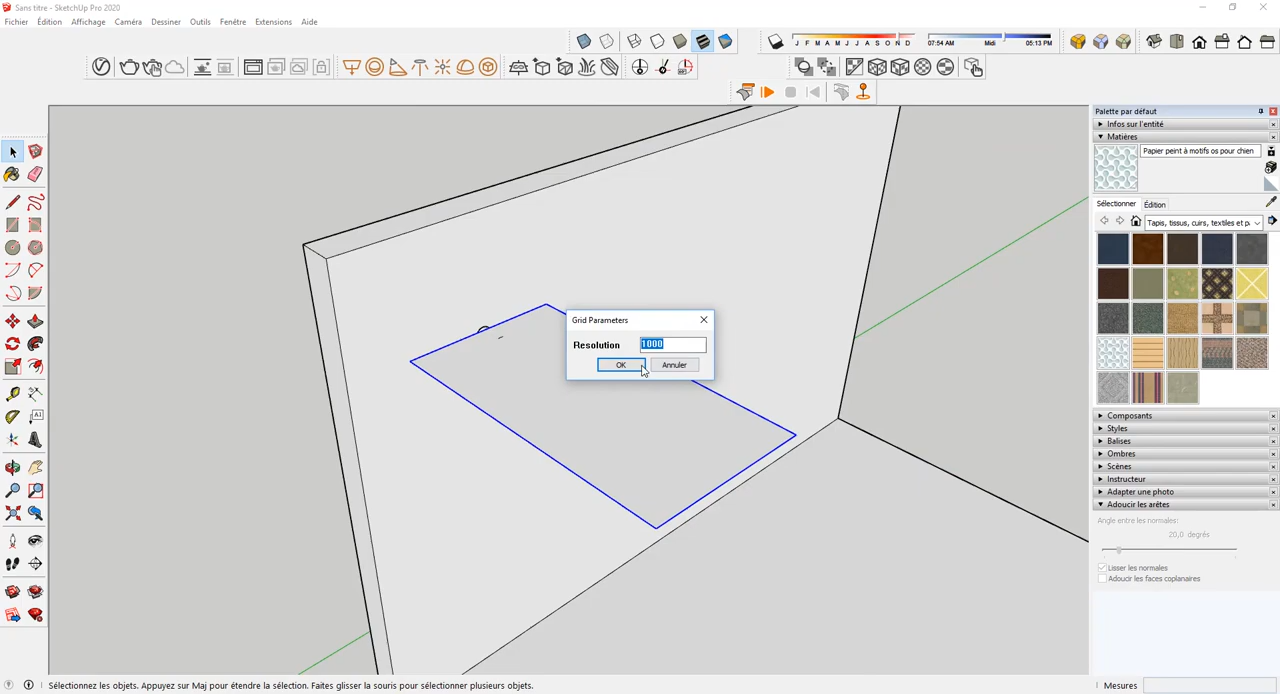 Sans titre - SketchUp Pro 2020
Fichier Édition Affichage Caméra Dessiner Outils Fenêtre Extensions Aide
J F M A M J J A S O N D
07:54 AM Midi 05:13 PM
Palette par défaut
Infos sur l'entité
Matières
Papier peint à motifs os pour chien
Sélectionner Édition
Tapis, tissus, cuirs, textiles et p
Grid Parameters
Resolution 1000
OK Annuler
Composants
Styles
Balises
Ombres
Scènes
Instructeur
Adapter une photo
Adoucir les arêtes
Angle entre les normales:
20,0 degrés
Lisser les normales
Adoucir les faces coplanaires
Sélectionnez les objets. Appuyez sur Maj pour étendre la sélection. Faites glisser la souris pour sélectionner plusieurs objets.
Mesures